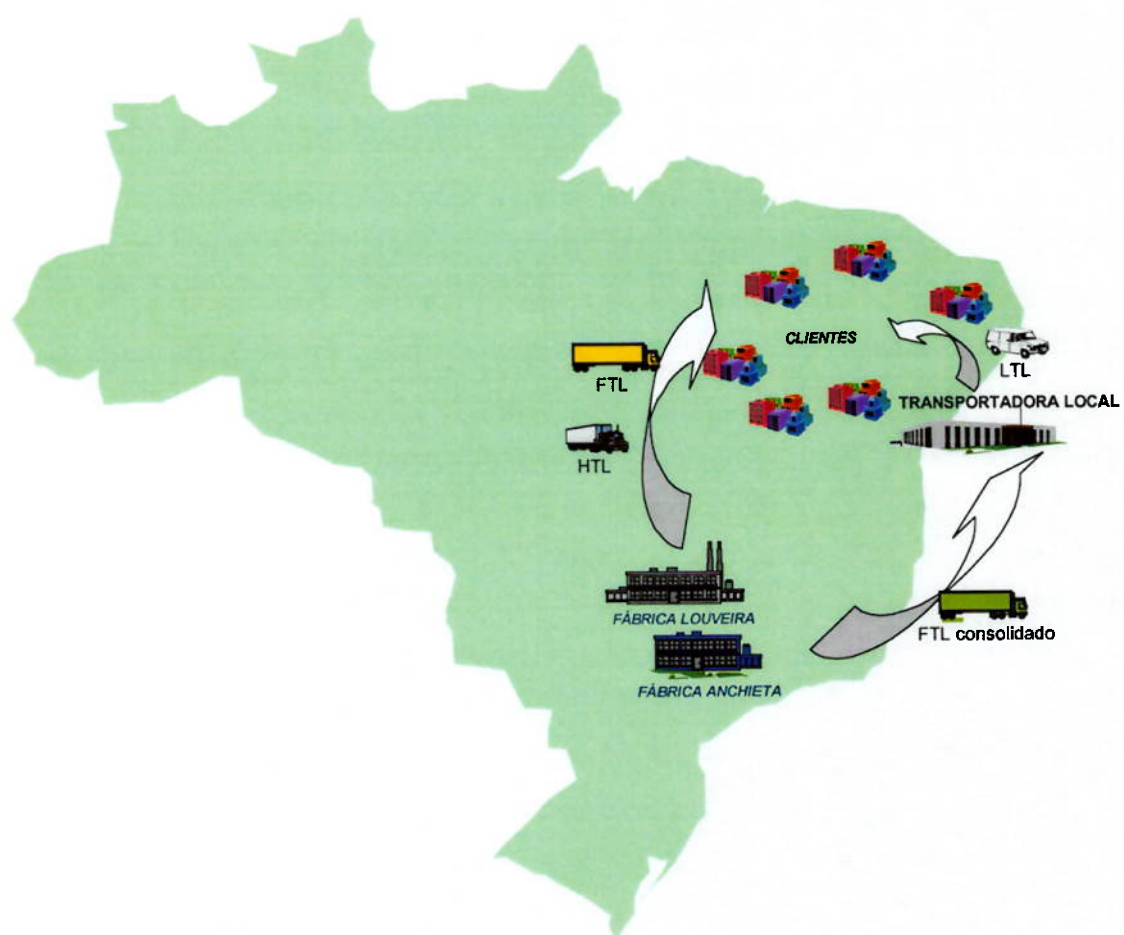 CLIENTES
FTL
LTL
TRANSPORTADORA LOCAL
HTL
FÁBRICA LOUVEIRA
FTL consolidado
FÁBRICA ANCHIETA